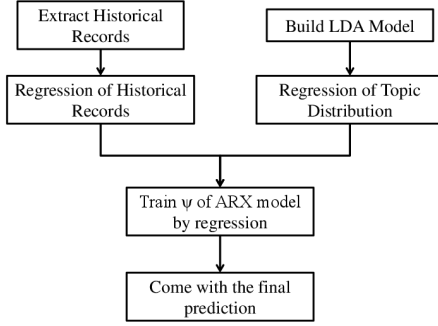 Extract Historical
Records
Build LDA Model
Regression of Historical
Records
Regression of Topic
Distribution
Train ψ of ARX model
by regression
Come with the final
prediction